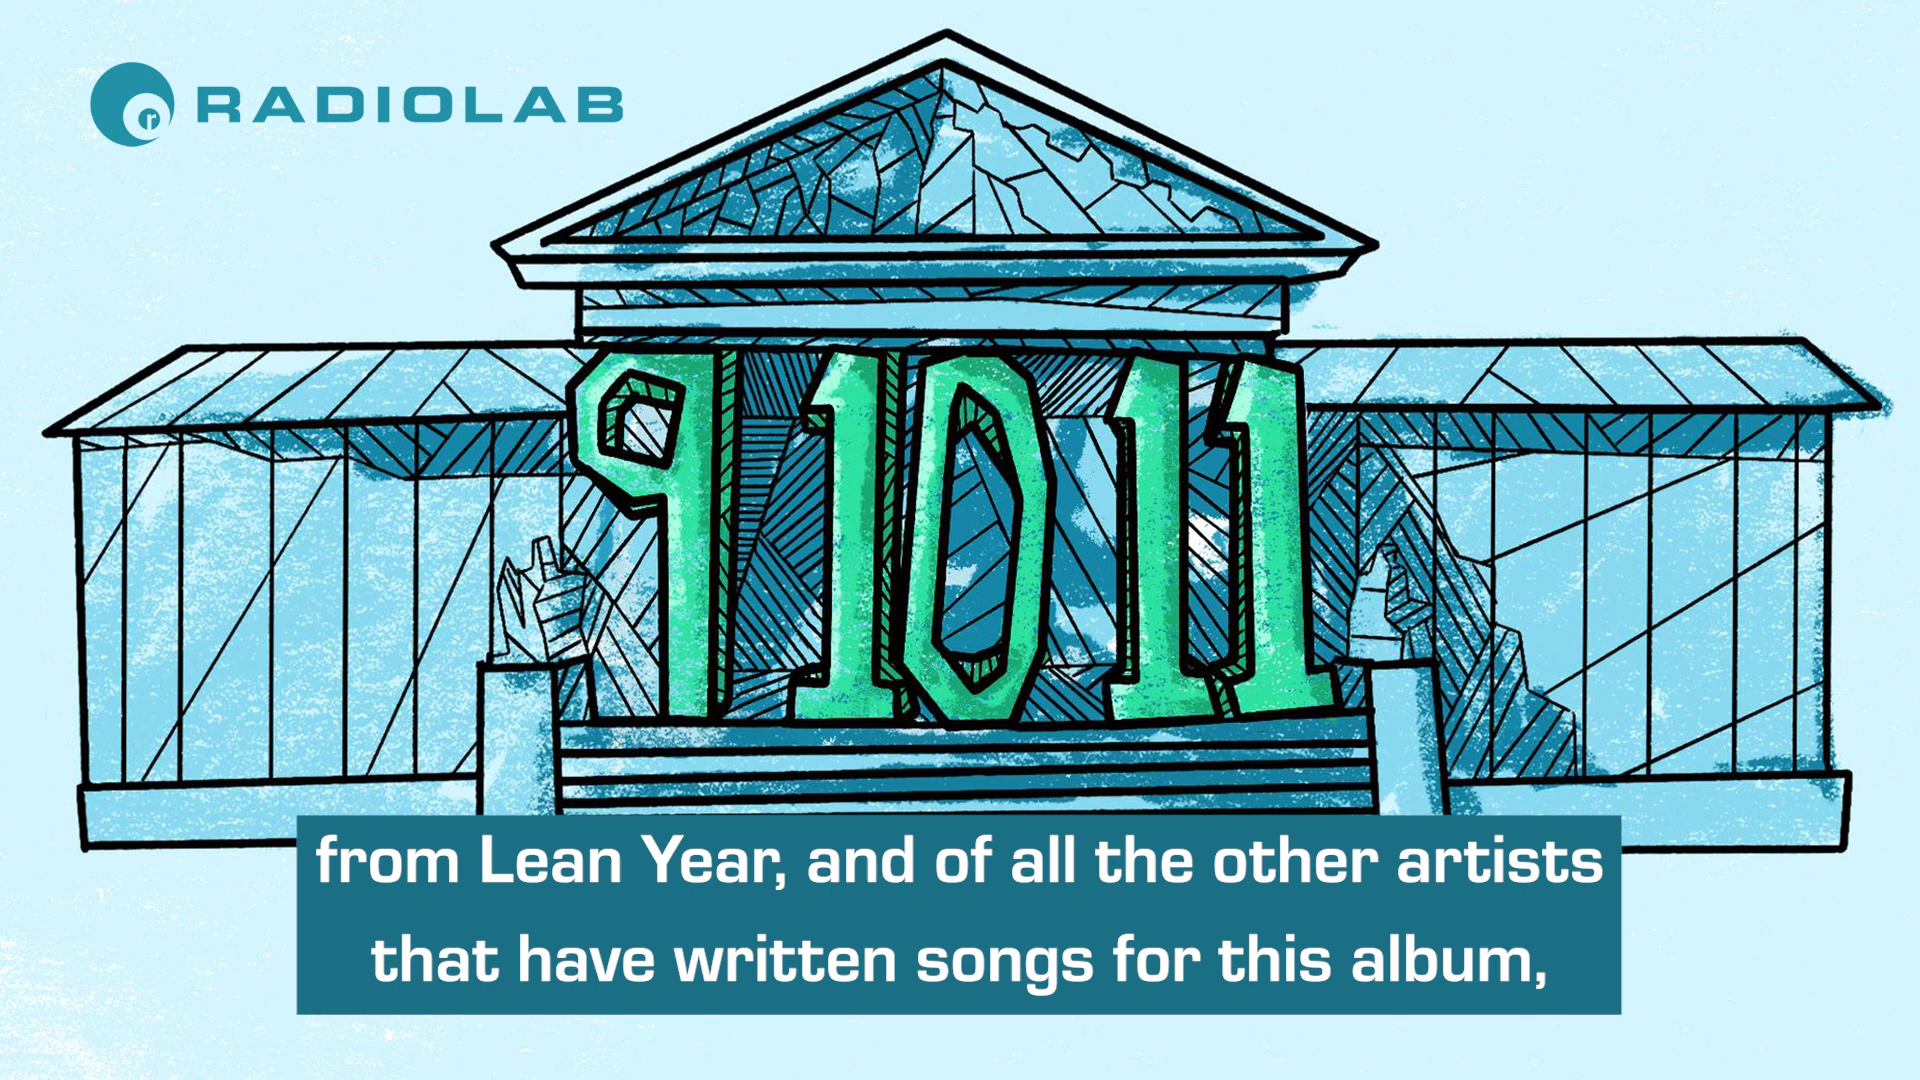 RADIOLAB
9 10 11
from Lean Year, and of all the other artists
that have written songs for this album,